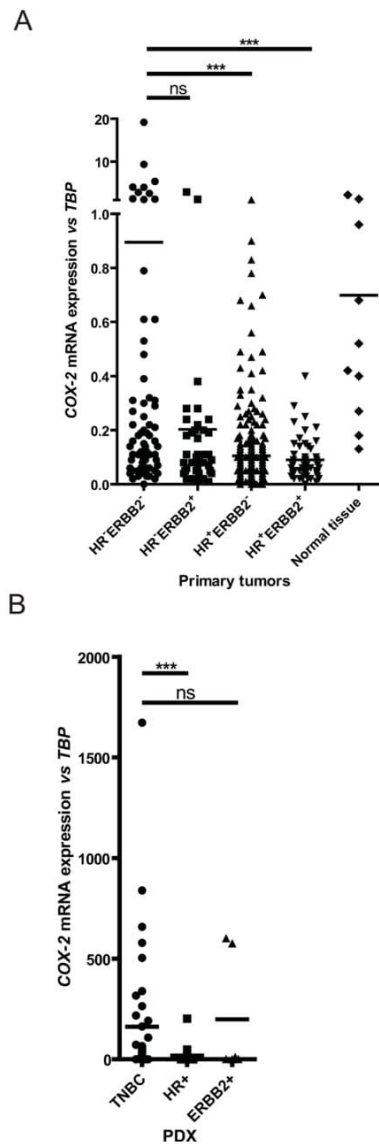 A
***
***
ns
20
10
1.0
0.8
0.6
0.4
0.2
0.0
COX-2 mRNA expression vs TBP
HR⁻ERBB2⁻
HR⁻ERBB2⁺
HR⁺ERBB2⁻
HR⁺ERBB2⁺
Normal tissue
Primary tumors
B
***
ns
2000
1500
1000
500
0
COX-2 mRNA expression vs TBP
TNBC
HR+
ERBB2+
PDX